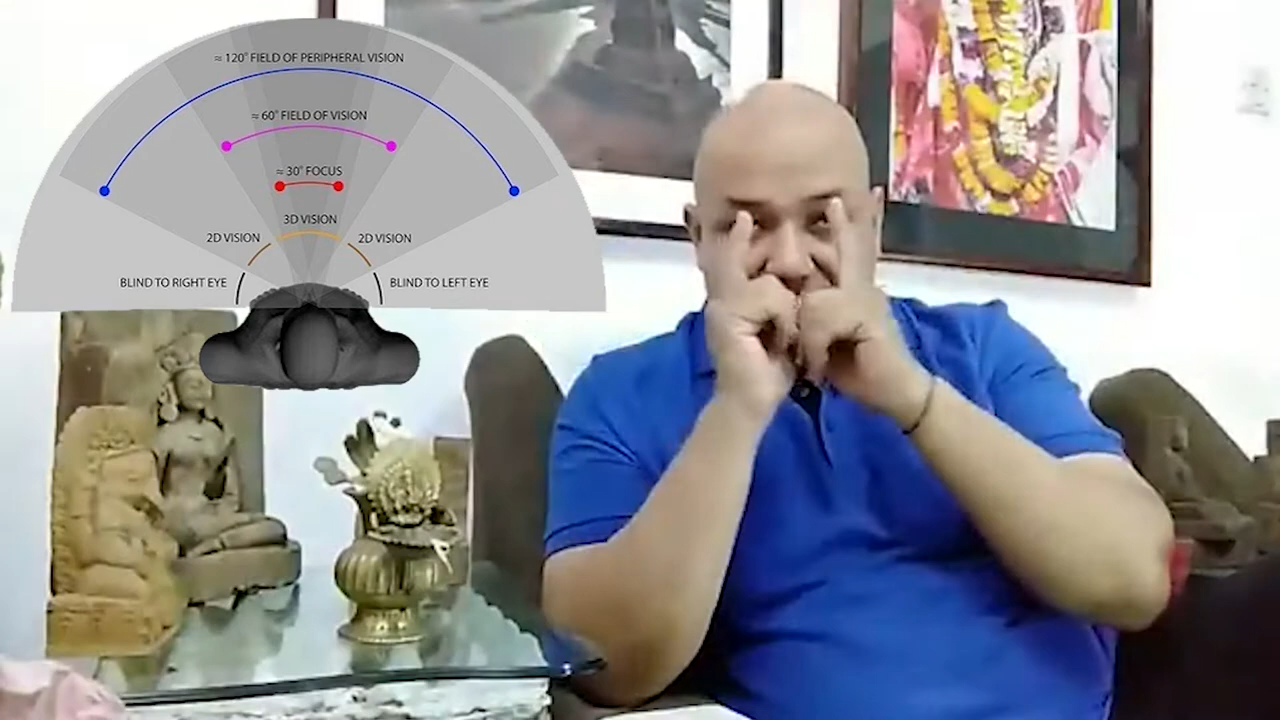 ≈ 120° FIELD OF PERIPHERAL VISION
≈ 60° FIELD OF VISION
≈ 30° FOCUS
3D VISION
2D VISION
2D VISION
BLIND TO RIGHT EYE
BLIND TO LEFT EYE